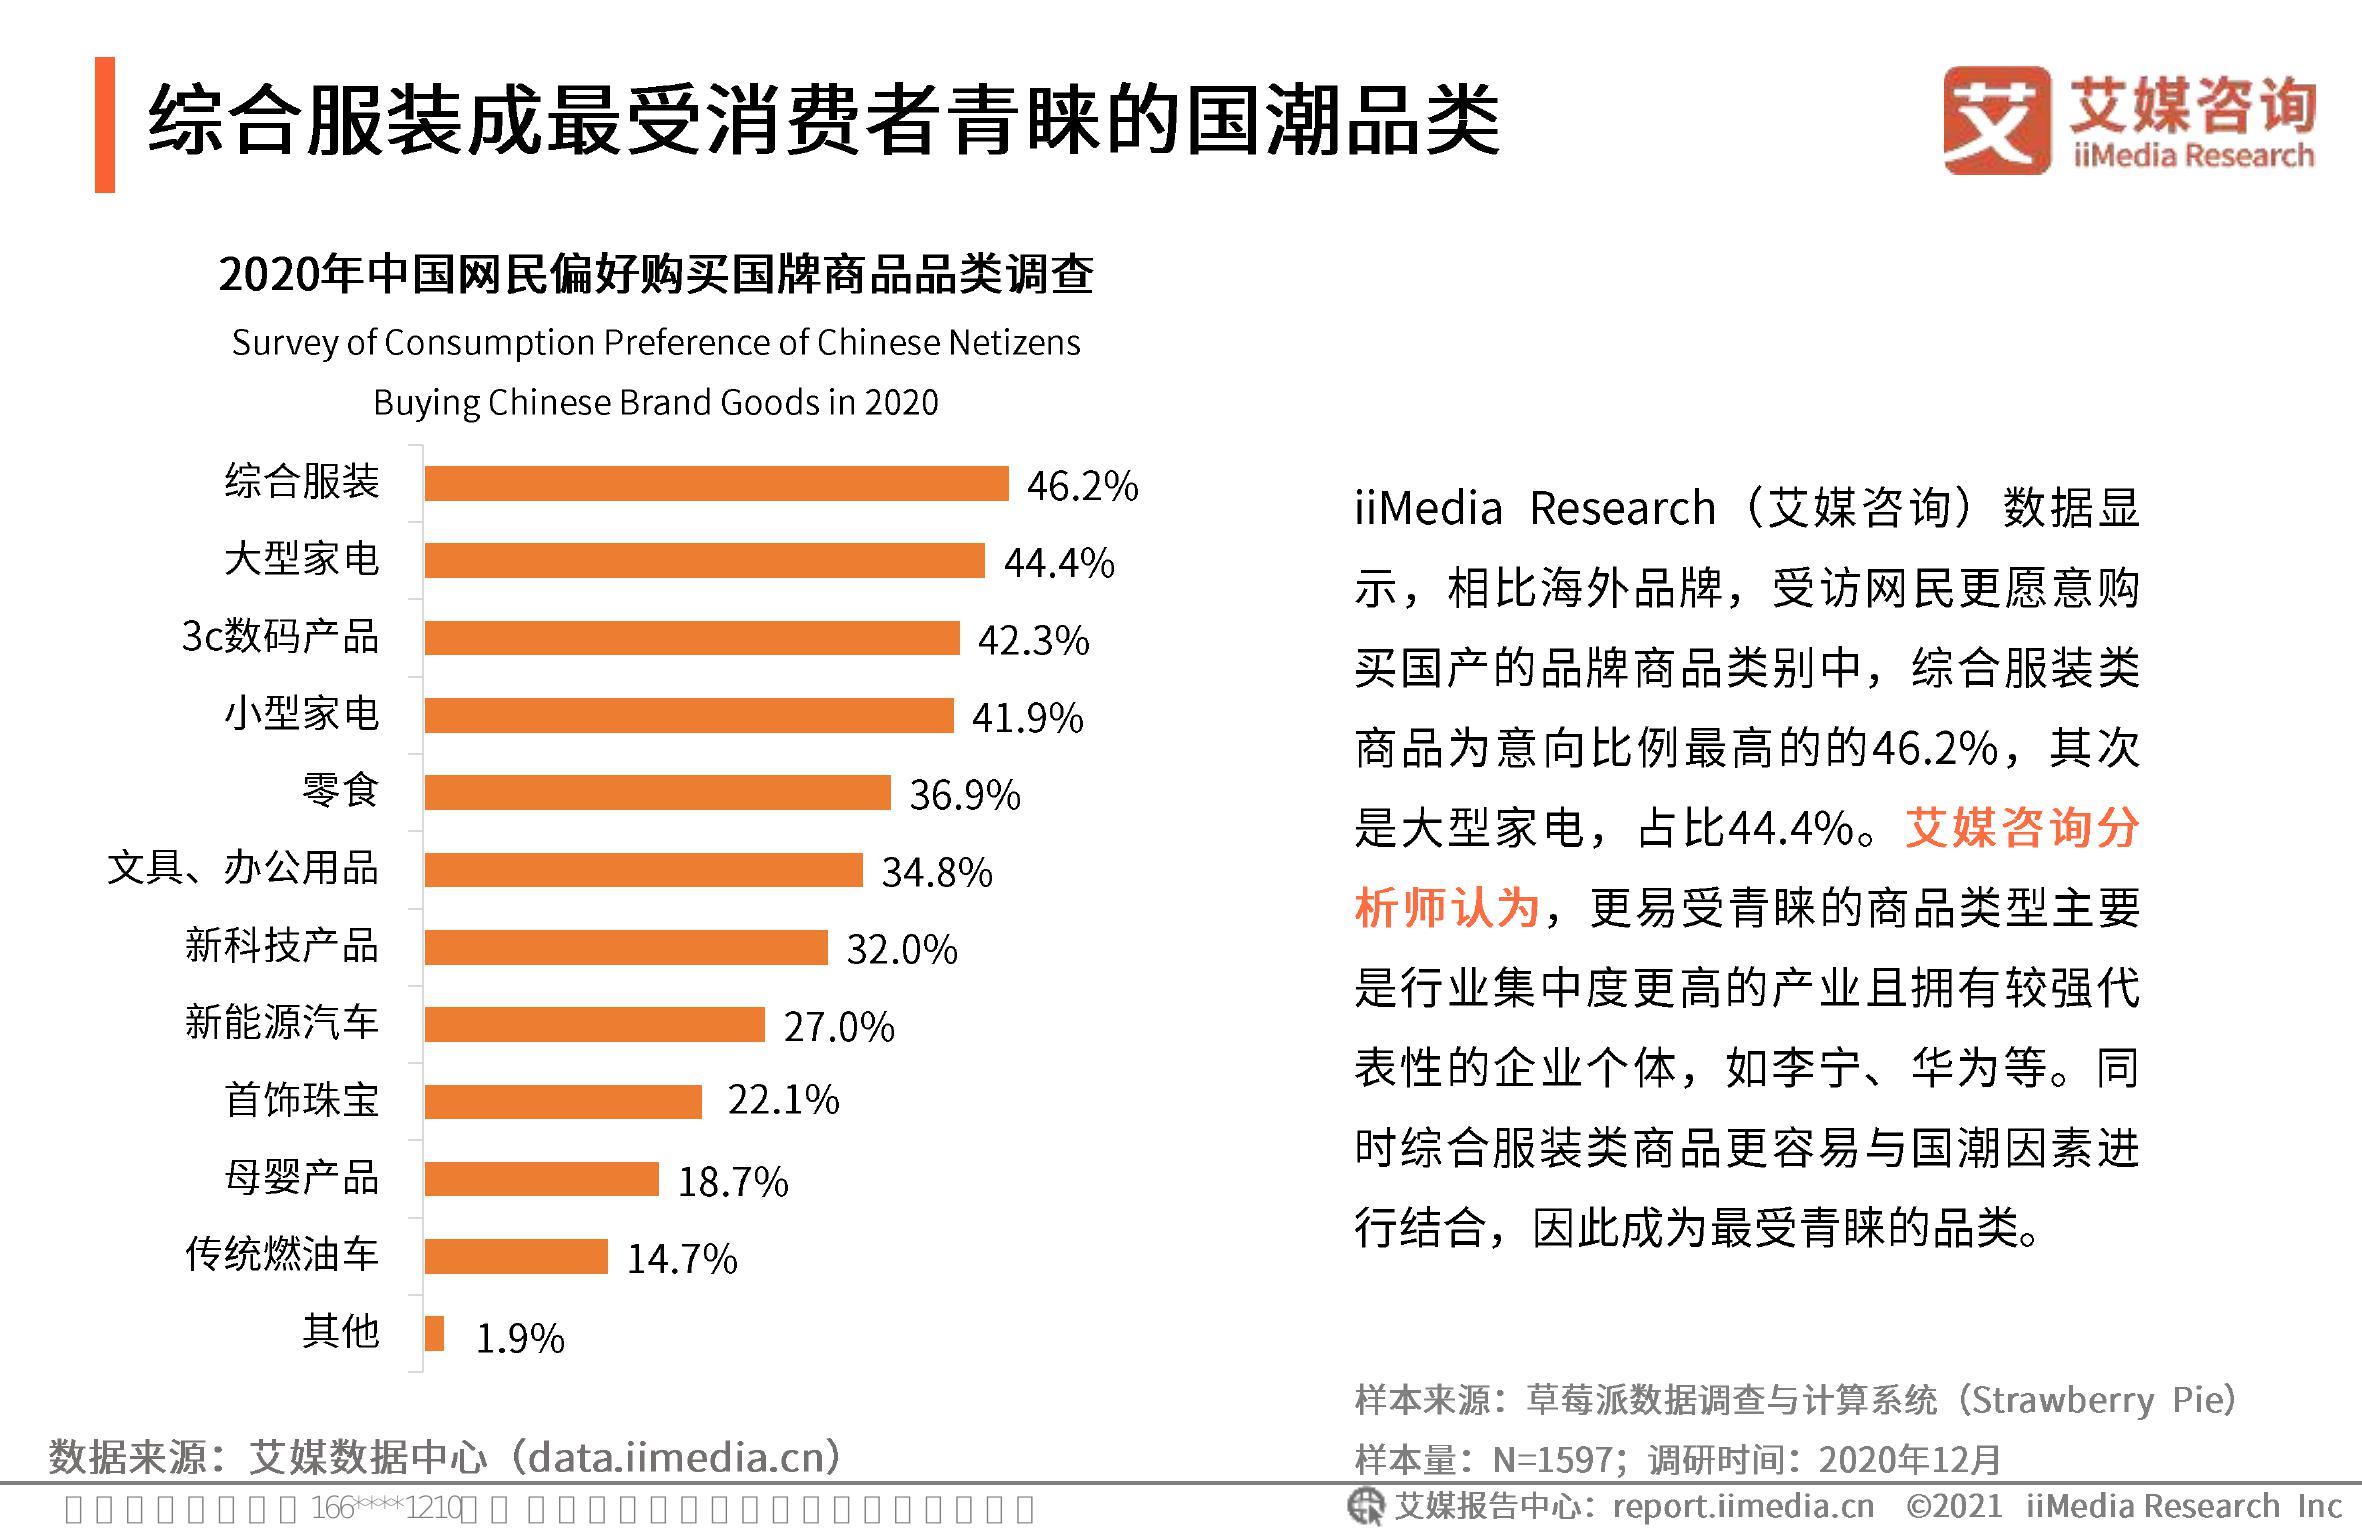 综合服装成最受消费者青睐的国潮品类
艾 艾媒咨询
iiMedia Research
2020年中国网民偏好购买国牌商品品类调查
Survey of Consumption Preference of Chinese Netizens
Buying Chinese Brand Goods in 2020
综合服装 46.2%
大型家电 44.4%
3c数码产品 42.3%
小型家电 41.9%
零食 36.9%
文具、办公用品 34.8%
新科技产品 32.0%
新能源汽车 27.0%
首饰珠宝 22.1%
母婴产品 18.7%
传统燃油车 14.7%
其他 1.9%
iiMedia Research（艾媒咨询）数据显
示，相比海外品牌，受访网民更愿意购
买国产的品牌商品类别中，综合服装类
商品为意向比例最高的的46.2%，其次
是大型家电，占比44.4%。艾媒咨询分
析师认为，更易受青睐的商品类型主要
是行业集中度更高的产业且拥有较强代
表性的企业个体，如李宁、华为等。同
时综合服装类商品更容易与国潮因素进
行结合，因此成为最受青睐的品类。
样本来源：草莓派数据调查与计算系统（Strawberry Pie）
样本量：N=1597；调研时间：2020年12月
数据来源：艾媒数据中心（data.iimedia.cn）
166****1210
艾媒报告中心：report.iimedia.cn ©2021 iiMedia Research Inc